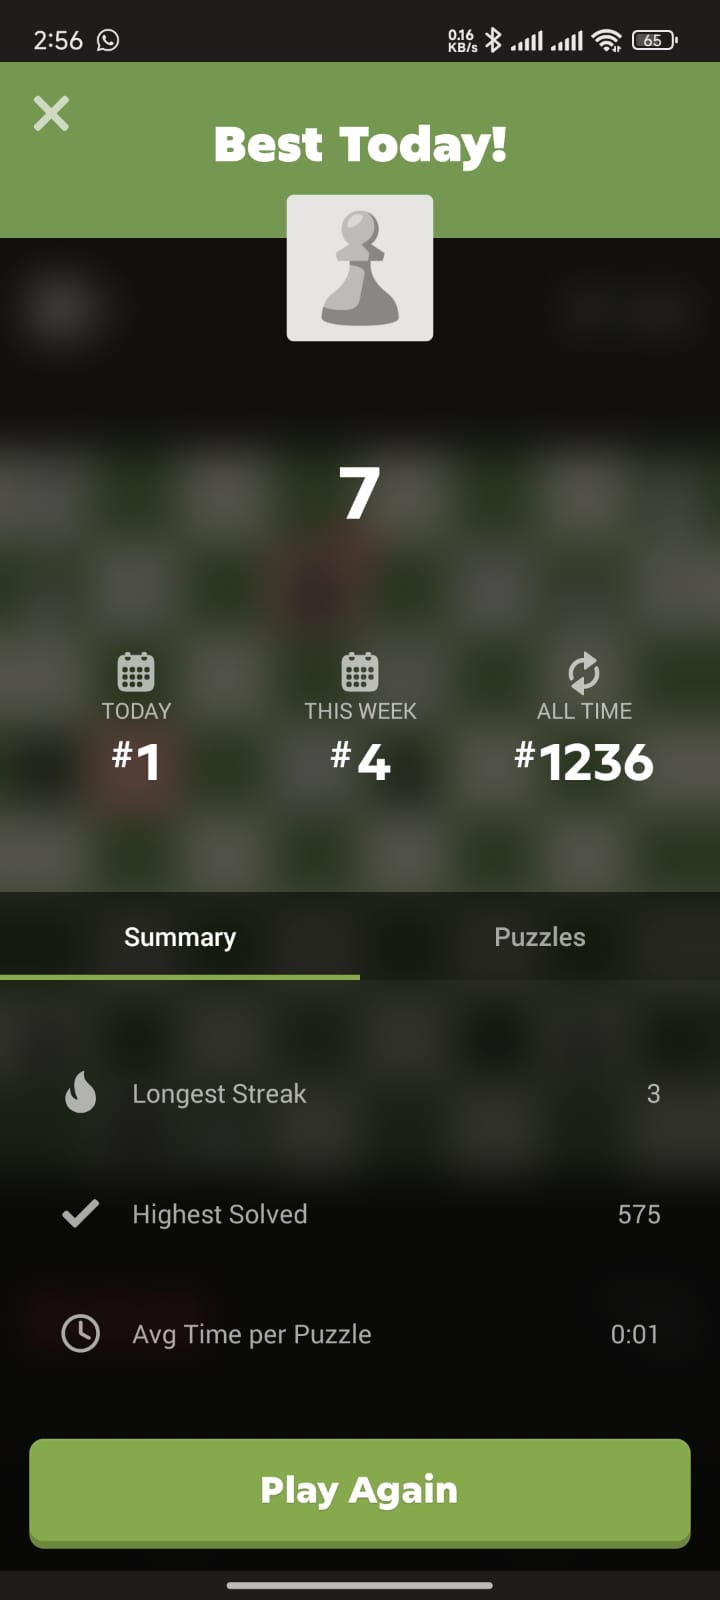 2:56
0.16
KB/s
65
Best Today!
7
TODAY
THIS WEEK
ALL TIME
#1
#4
#1236
Summary
Puzzles
Longest Streak
3
Highest Solved
575
Avg Time per Puzzle
0:01
Play Again